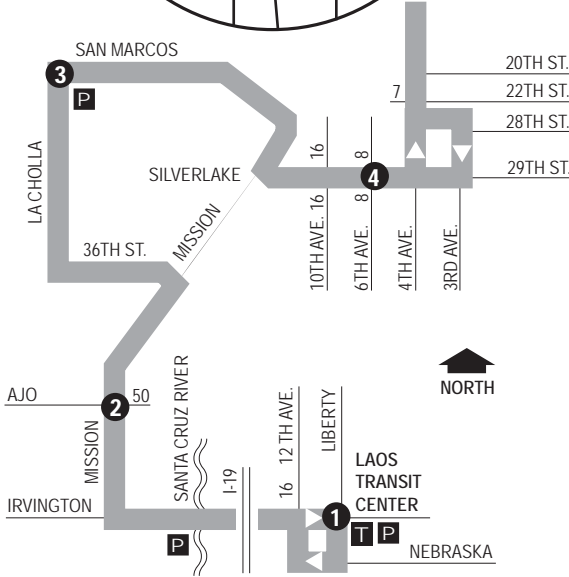 SAN MARCOS
3
P
LA CHOLLA
SILVERLAKE
MISSION
36TH ST.
20TH ST.
7
22TH ST.
28TH ST.
29TH ST.
16
8
4
16
8
10TH AVE.
6TH AVE.
4TH AVE.
3RD AVE.
NORTH
AJO
2
50
MISSION
SANTA CRUZ RIVER
I-19
16
12 TH AVE.
LIBERTY
IRVINGTON
P
1
LAOS
TRANSIT
CENTER
T P
NEBRASKA